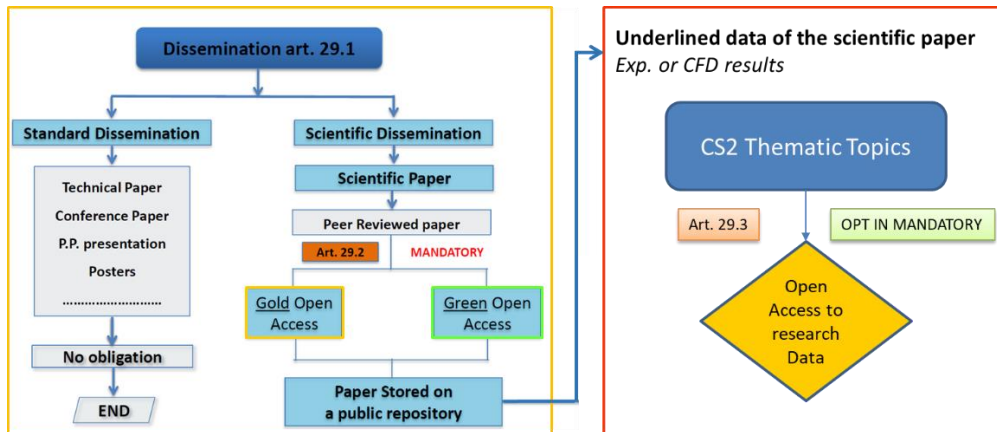 Dissemination art. 29.1
Standard Dissemination
Technical Paper
Conference Paper
P.P. presentation
Posters
............................
No obligation
END
Scientific Dissemination
Scientific Paper
Peer Reviewed paper
Art. 29.2
MANDATORY
Gold Open
Access
Green Open
Access
Paper Stored on
a public repository
Underlined data of the scientific paper
Exp. or CFD results
CS2 Thematic Topics
Art. 29.3
OPT IN MANDATORY
Open
Access to
research
Data